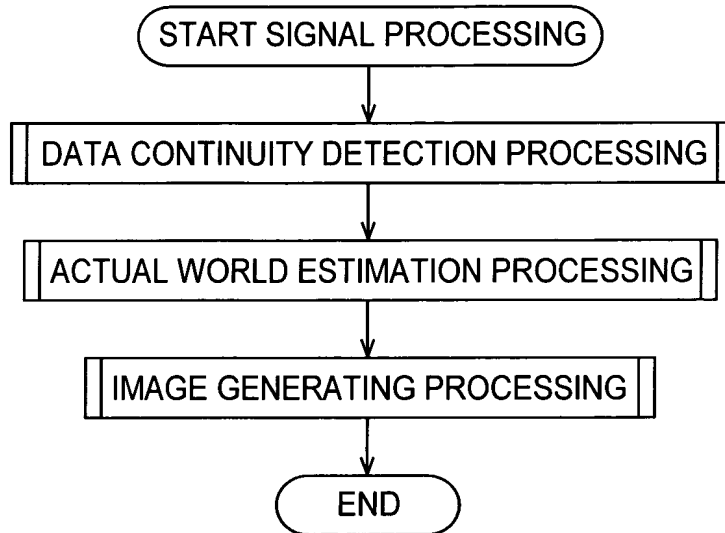 START SIGNAL PROCESSING
DATA CONTINUITY DETECTION PROCESSING
ACTUAL WORLD ESTIMATION PROCESSING
IMAGE GENERATING PROCESSING
END